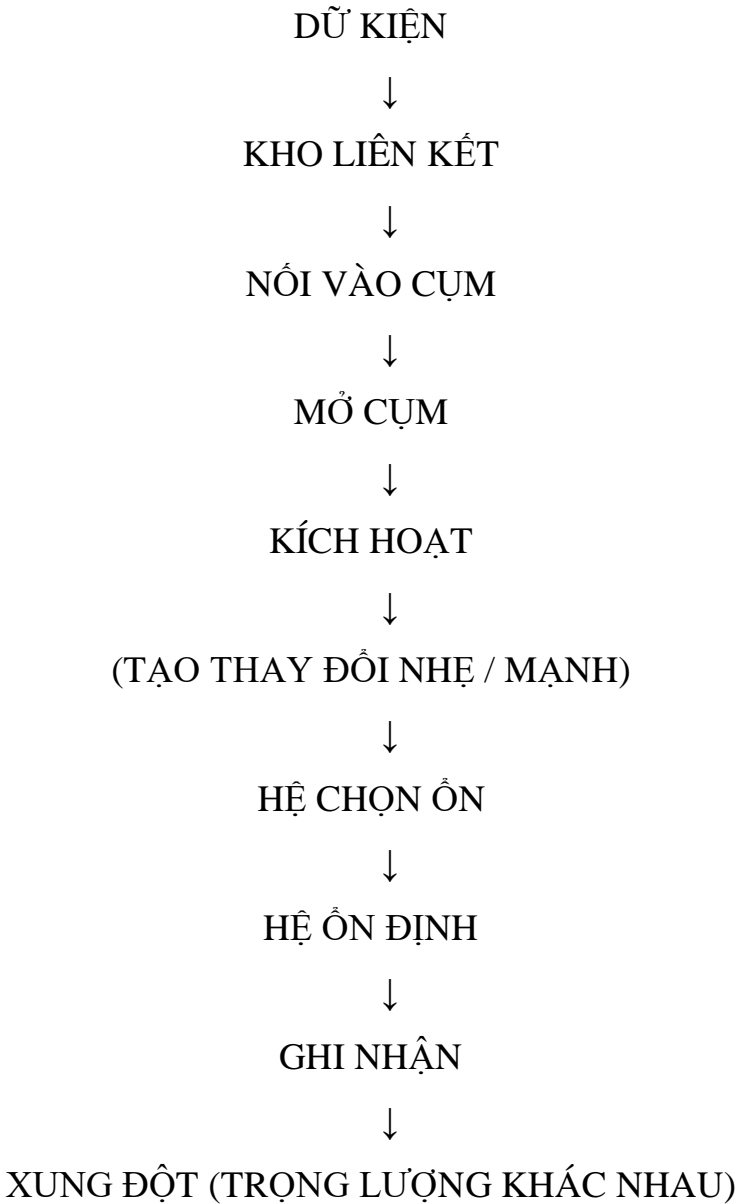 DỮ KIỆN
↓
KHO LIÊN KẾT
↓
NỐI VÀO CỤM
↓
MỞ CỤM
↓
KÍCH HOẠT
↓
(TẠO THAY ĐỔI NHẸ / MẠNH)
↓
HỆ CHỌN ỔN
↓
HỆ ỔN ĐỊNH
↓
GHI NHẬN
↓
XUNG ĐỘT (TRỌNG LƯỢNG KHÁC NHAU)